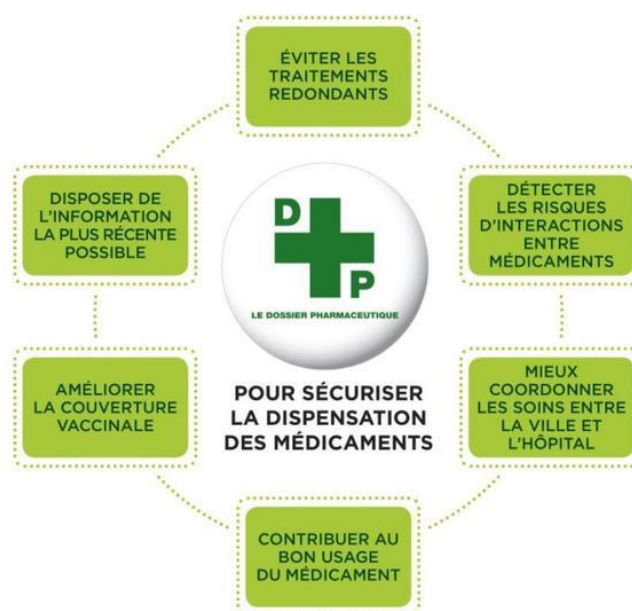 ÉVITER LES
TRAITEMENTS
REDONDANTS
DISPOSER DE
L'INFORMATION
LA PLUS RÉCENTE
POSSIBLE
DÉTECTER
LES RISQUES
D'INTERACTIONS
ENTRE
MÉDICAMENTS
D
P
LE DOSSIER PHARMACEUTIQUE
POUR SÉCURISER
LA DISPENSATION
DES MÉDICAMENTS
AMÉLIORER
LA COUVERTURE
VACCINALE
MIEUX
COORDONNER
LES SOINS ENTRE
LA VILLE ET
L'HÔPITAL
CONTRIBUER AU
BON USAGE
DU MÉDICAMENT